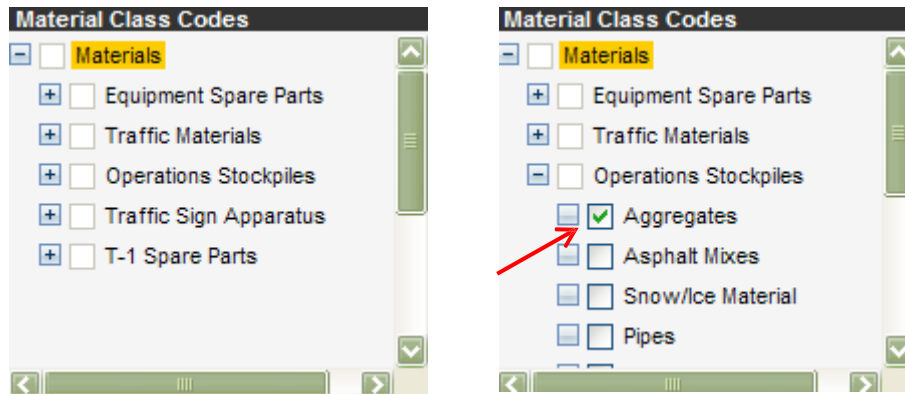 Material Class Codes
Materials
Equipment Spare Parts
Traffic Materials
Operations Stockpiles
Traffic Sign Apparatus
T-1 Spare Parts
Material Class Codes
Materials
Equipment Spare Parts
Traffic Materials
Operations Stockpiles
Aggregates
Asphalt Mixes
Snow/Ice Material
Pipes